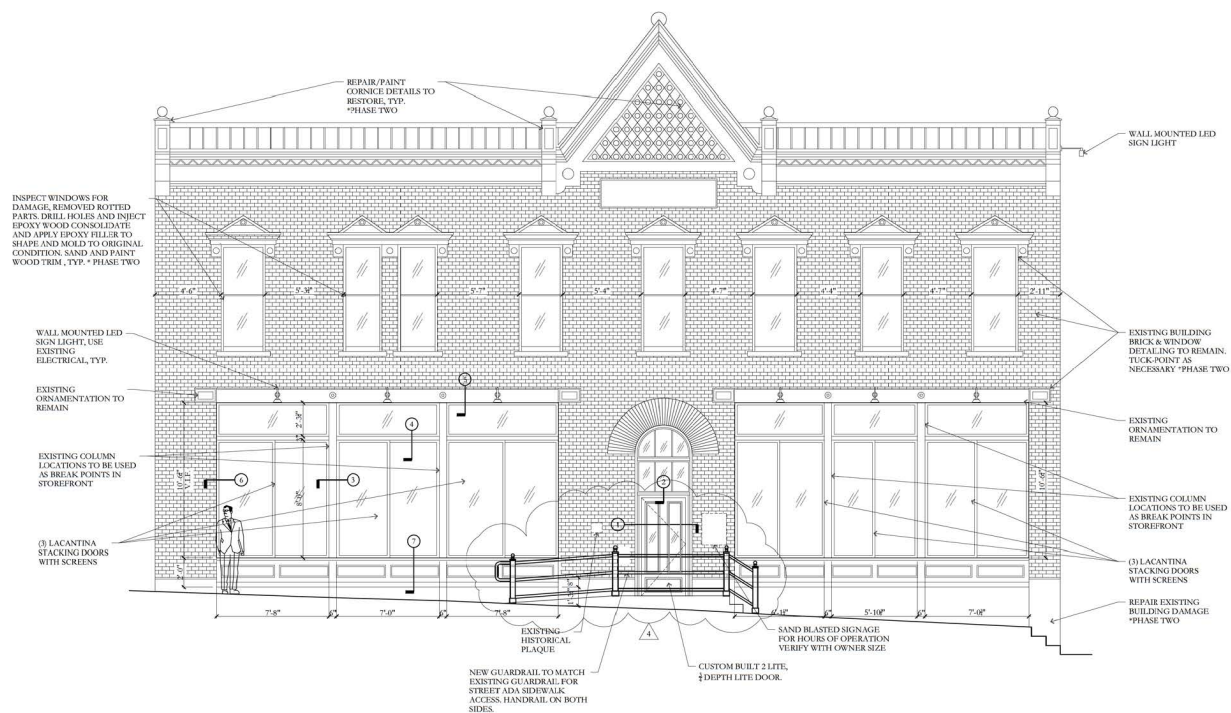 REPAIR/PAINT
CORNICE DETAILS TO
RESTORE, TYP.
*PHASE TWO
WALL MOUNTED LED
SIGN LIGHT
INSPECT WINDOWS FOR
DAMAGE, REMOVED ROTTED
PARTS. DRILL HOLES AND INJECT
EPOXY WOOD CONSOLIDATE
AND APPLY EPOXY FILLER TO
SHAPE AND MOLD TO ORIGINAL
CONDITION. SAND AND PAINT
WOOD TRIM , TYP. * PHASE TWO
4'-6"
5'-7"
5'-4"
4'-7"
4'-4"
4'-7"
2'-11"
WALL MOUNTED LED
SIGN LIGHT, USE
EXISTING
ELECTRICAL, TYP.
EXISTING BUILDING
BRICK & WINDOW
DETAILING TO REMAIN.
TUCK-POINT AS
NECESSARY *PHASE TWO
EXISTING
ORNAMENTATION TO
REMAIN
EXISTING
ORNAMENTATION TO
REMAIN
5
4
EXISTING COLUMN
LOCATIONS TO BE USED
AS BREAK POINTS IN
STOREFRONT
V.I.F.
6
3
2
1
7
EXISTING COLUMN
LOCATIONS TO BE USED
AS BREAK POINTS IN
STOREFRONT
(3) LACANTINA
STACKING DOORS
WITH SCREENS
(3) LACANTINA
STACKING DOORS
WITH SCREENS
2'-0"
7'-8"
6"
7'-0"
6"
7'-8"
6"
6"
REPAIR EXISTING
BUILDING DAMAGE
*PHASE TWO
EXISTING
HISTORICAL
PLAQUE
4
SAND BLASTED SIGNAGE
FOR HOURS OF OPERATION
VERIFY WITH OWNER SIZE
NEW GUARDRAIL TO MATCH
EXISTING GUARDRAIL FOR
STREET ADA SIDEWALK
ACCESS. HANDRAIL ON BOTH
SIDES.
CUSTOM BUILT 2 LITE,
DEPTH LITE DOOR.